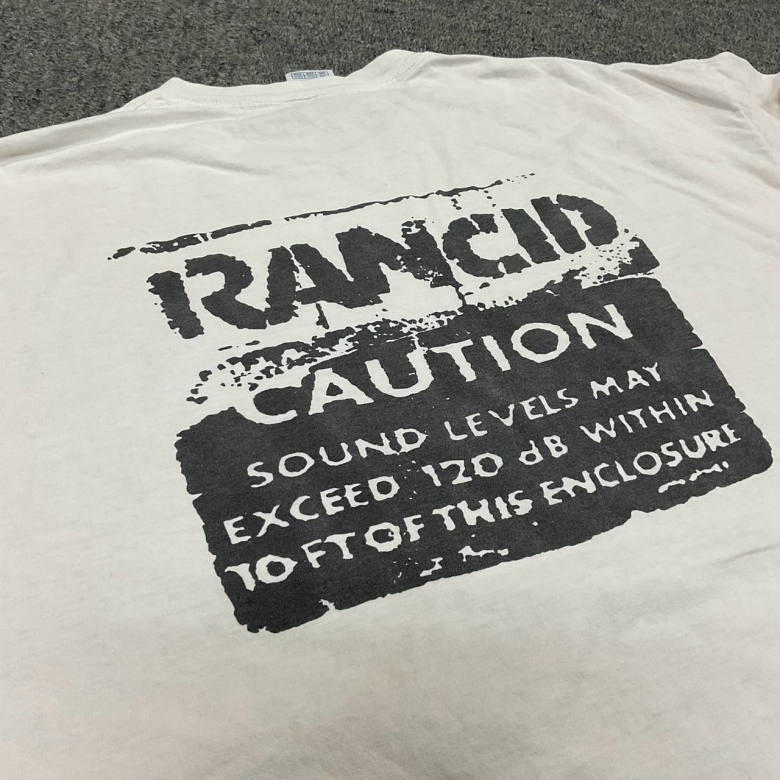 RANCID
CAUTION
SOUND LEVELS MAY
EXCEED 120 dB WITHIN
10 FT OF THIS ENCLOSURE